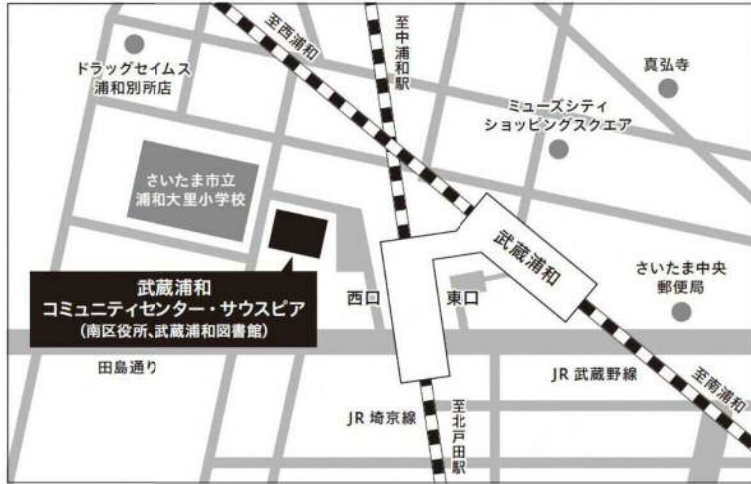 至西浦和
至中浦和駅
ドラッグセイムス
浦和別所店
真弘寺
ミューズシティ
ショッピングスクエア
さいたま市立
浦和大里小学校
武蔵浦和
武蔵浦和
コミュニティセンター・サウスピア
(南区役所、武蔵浦和図書館)
西口
東口
さいたま中央
郵便局
田島通り
JR 武蔵野線
至南浦和
JR 埼京線
至北戸田駅